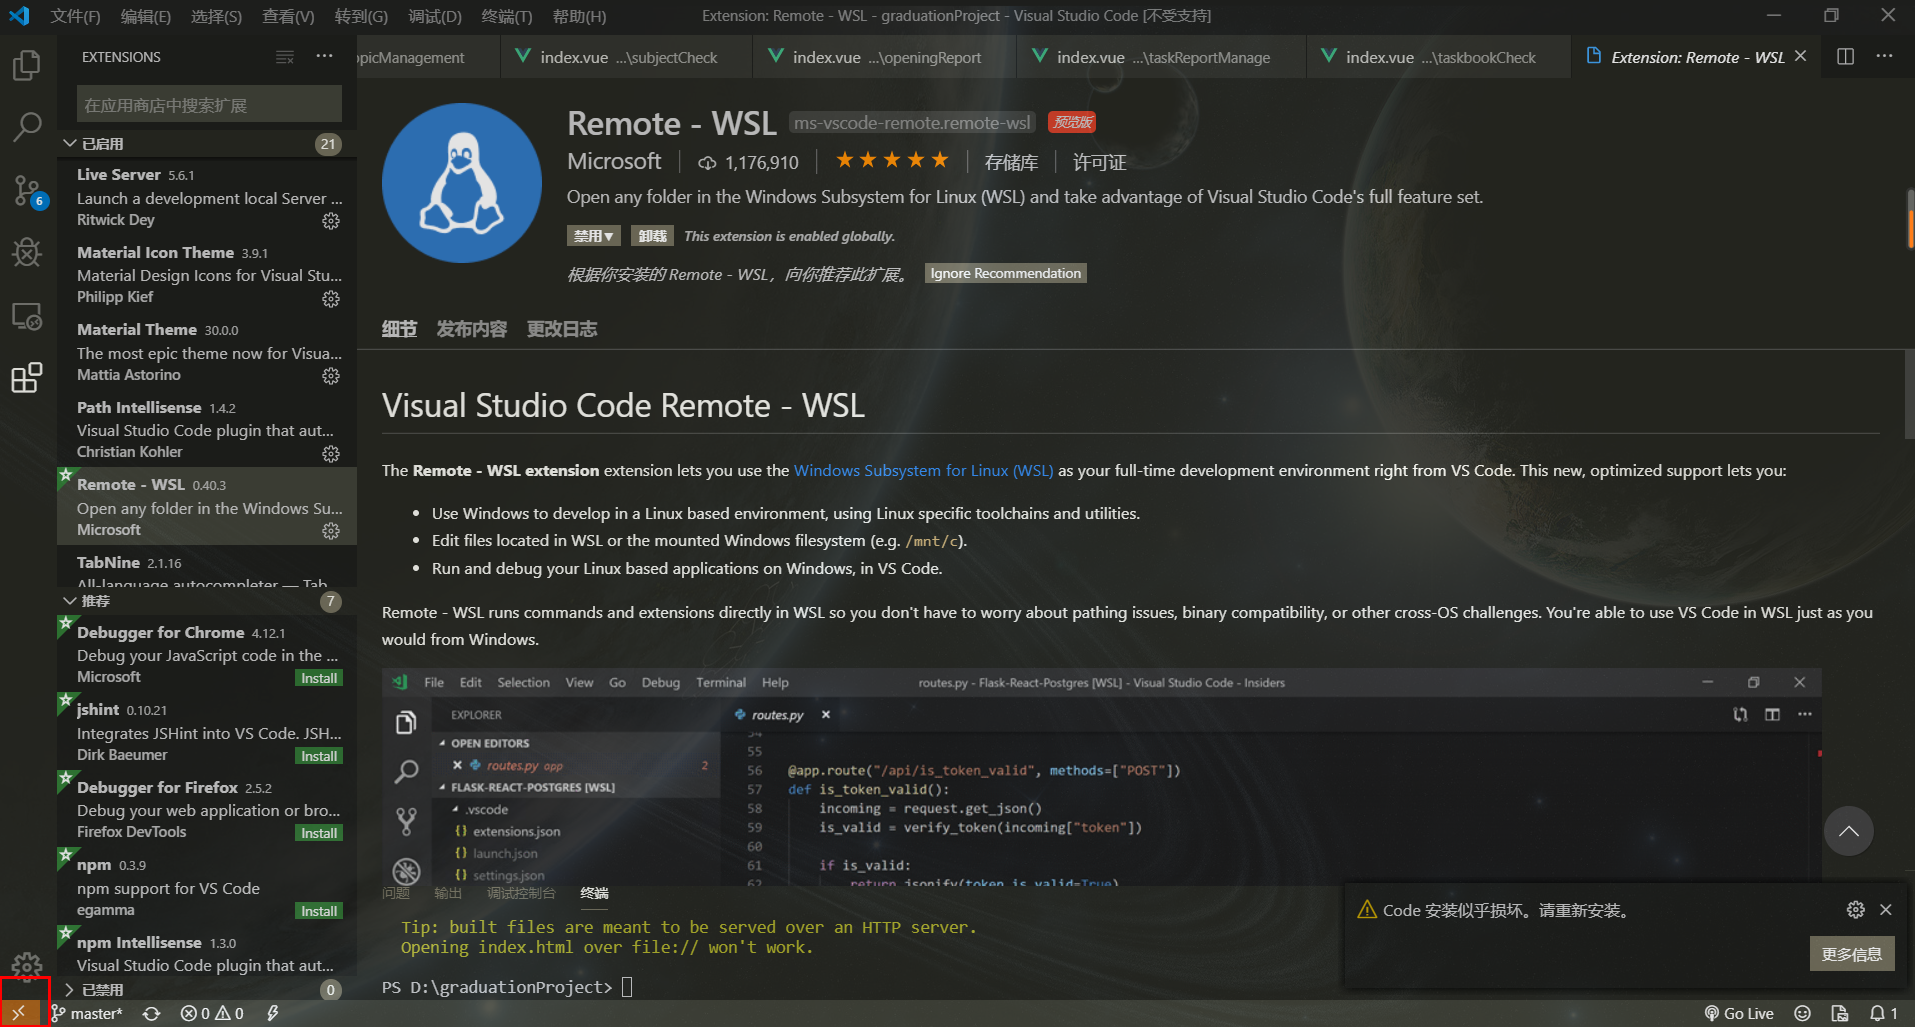 文件(F) 编辑(E) 选择(S) 查看(V) 转到(G) 调试(D) 终端(T) 帮助(H) Extension: Remote - WSL - graduationProject - Visual Studio Code [不受支持]
EXTENSIONS
opicManagement index.vue ...\subjectCheck index.vue ...\openingReport index.vue ...\taskReportManage index.vue ...\taskbookCheck Extension: Remote - WSL
在应用商店中搜索扩展
已启用 21
Live Server 5.6.1
Launch a development local Server ...
Ritwick Dey
Material Icon Theme 3.9.1
Material Design Icons for Visual Stu...
Philipp Kief
Material Theme 30.0.0
The most epic theme now for Visua...
Mattia Astorino
Path Intellisense 1.4.2
Visual Studio Code plugin that aut...
Christian Kohler
Remote - WSL 0.40.3
Open any folder in the Windows Su...
Microsoft
TabNine 2.1.16
All-language autocompleter — Tab
推荐 7
Debugger for Chrome 4.12.1
Debug your JavaScript code in the ...
Microsoft Install
jshint 0.10.21
Integrates JSHint into VS Code. JSH...
Dirk Baeumer Install
Debugger for Firefox 2.5.2
Debug your web application or bro...
Firefox DevTools Install
npm 0.3.9
npm support for VS Code
egamma Install
npm Intellisense 1.3.0
Visual Studio Code plugin that aut...
已禁用 0
6
Remote - WSL ms-vscode-remote.remote-wsl 预览版
Microsoft 1,176,910 ★★★★★ 存储库 许可证
Open any folder in the Windows Subsystem for Linux (WSL) and take advantage of Visual Studio Code's full feature set.
禁用▼ 卸载 This extension is enabled globally.
根据你安装的 Remote - WSL，向你推荐此扩展。 Ignore Recommendation
细节 发布内容 更改日志
Visual Studio Code Remote - WSL
The Remote - WSL extension extension lets you use the Windows Subsystem for Linux (WSL) as your full-time development environment right from VS Code. This new, optimized support lets you:
• Use Windows to develop in a Linux based environment, using Linux specific toolchains and utilities.
• Edit files located in WSL or the mounted Windows filesystem (e.g. /mnt/c).
• Run and debug your Linux based applications on Windows, in VS Code.
Remote - WSL runs commands and extensions directly in WSL so you don't have to worry about pathing issues, binary compatibility, or other cross-OS challenges. You're able to use VS Code in WSL just as you
would from Windows.
File Edit Selection View Go Debug Terminal Help routes.py - Flask-React-Postgres [WSL] - Visual Studio Code - Insiders
EXPLORER
OPEN EDITORS
routes.py app 2
FLASK-REACT-POSTGRES [WSL]
.vscode
{} extensions.json
{} launch.json
{} settings.json
routes.py
54
55
56 @app.route("/api/is_token_valid", methods=["POST"])
57 def is_token_valid():
58 incoming = request.get_json()
59 is_valid = verify_token(incoming["token"])
60
61 if is_valid:
62 return jsonify(token_is_valid=True)
问题 输出 调试控制台 终端
Tip: built files are meant to be served over an HTTP server.
Opening index.html over file:// won't work.
PS D:\graduationProject>
Code 安装似乎损坏。请重新安装。
更多信息
master* 0 0 Go Live 1